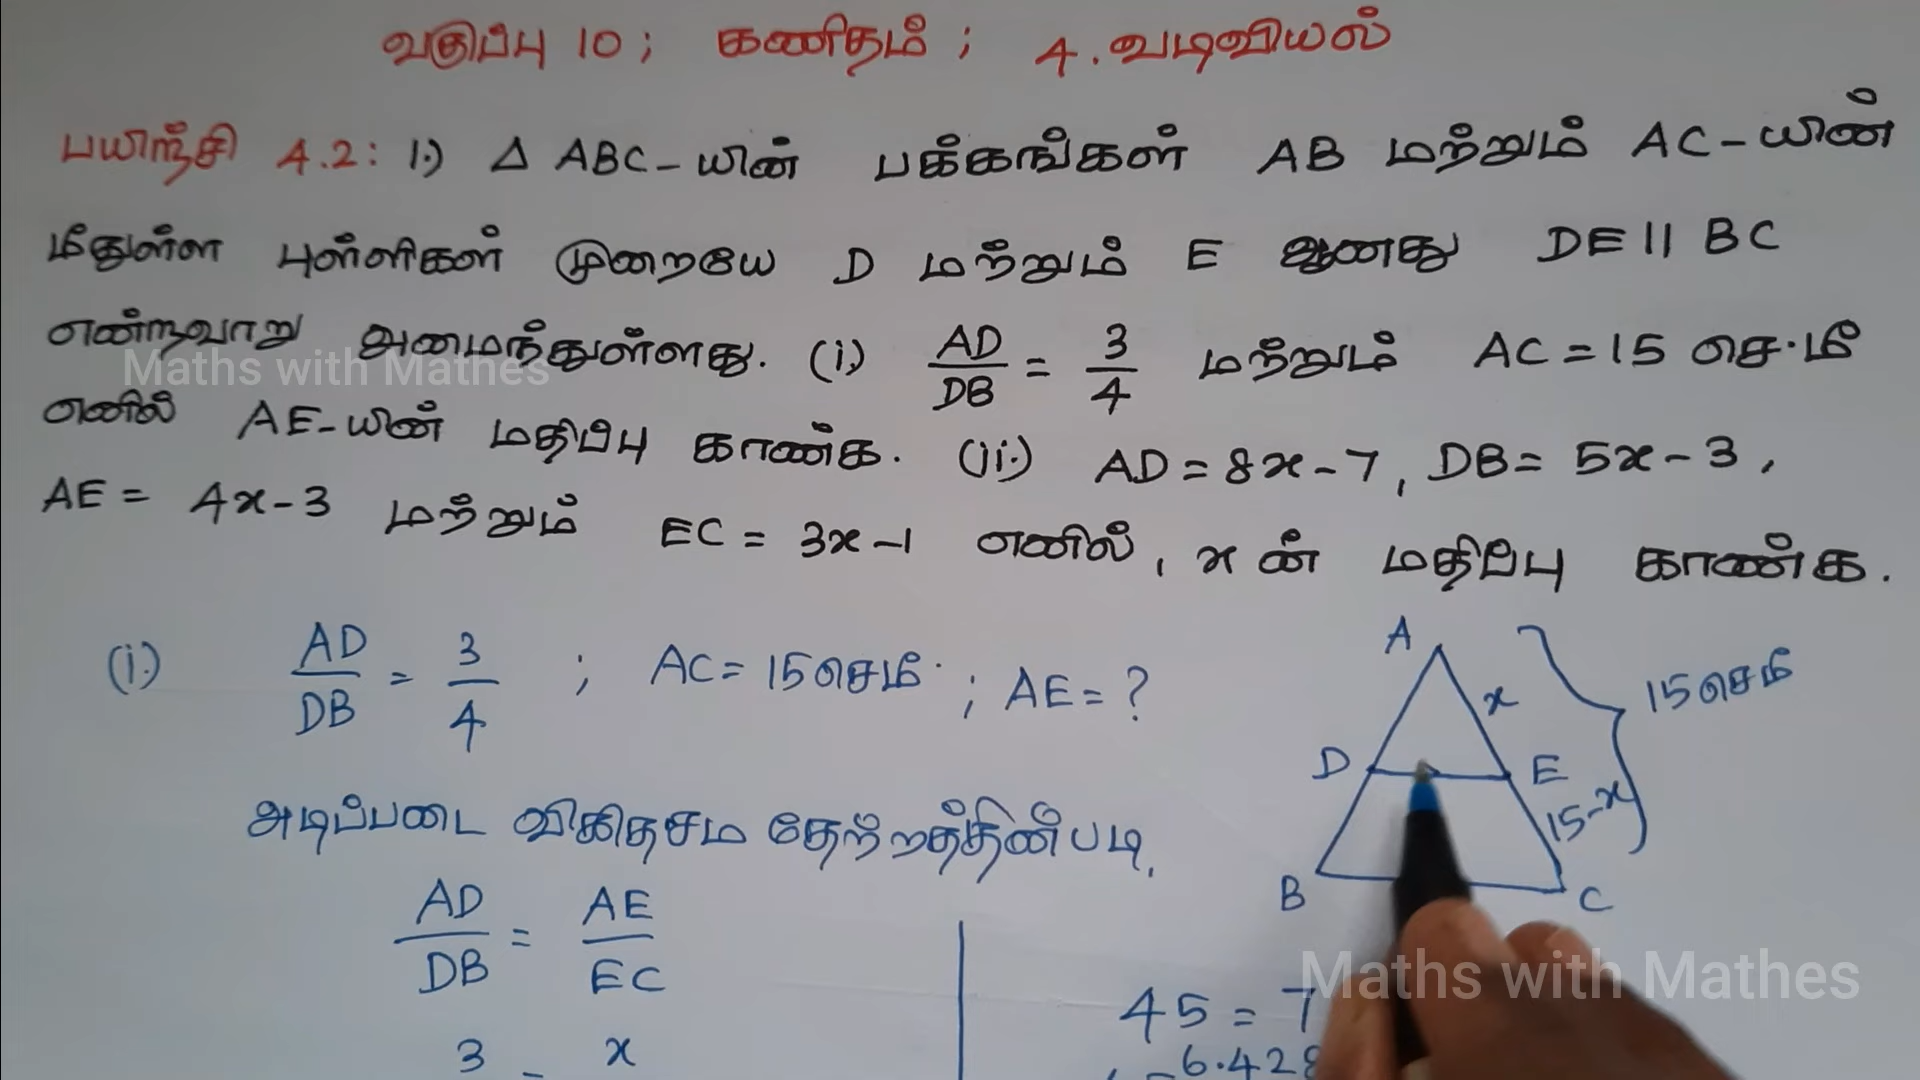 வகுப்பு 10 ; கணிதம் ; 4. வடிவியல்
பயிற்சி 4.2 : 1.) Δ ABC - யின் பக்கங்கள் AB மற்றும் AC - யின்
மீதுள்ள புள்ளிகள் முறையே D மற்றும் E ஆனது DE || BC
என்றவாறு அமைந்துள்ளது. (i) AD/DB = 3/4 மற்றும் AC = 15 செ.மீ
Maths with Mathes
எனில் AE - யின் மதிப்பு காண்க. (ii.) AD = 8x - 7, DB = 5x - 3,
AE = 4x - 3 மற்றும் EC = 3x - 1 எனில், x ன் மதிப்பு காண்க.
(i.) AD/DB = 3/4 ; AC = 15 செமீ ; AE = ?
A
x
15 செமீ
D
E
15 - x
B
C
அடிப்படை விகிதசம தேற்றத்தின்படி,
AD/DB = AE/EC
Maths with Mathes
45 = 7
3 = x
6.428